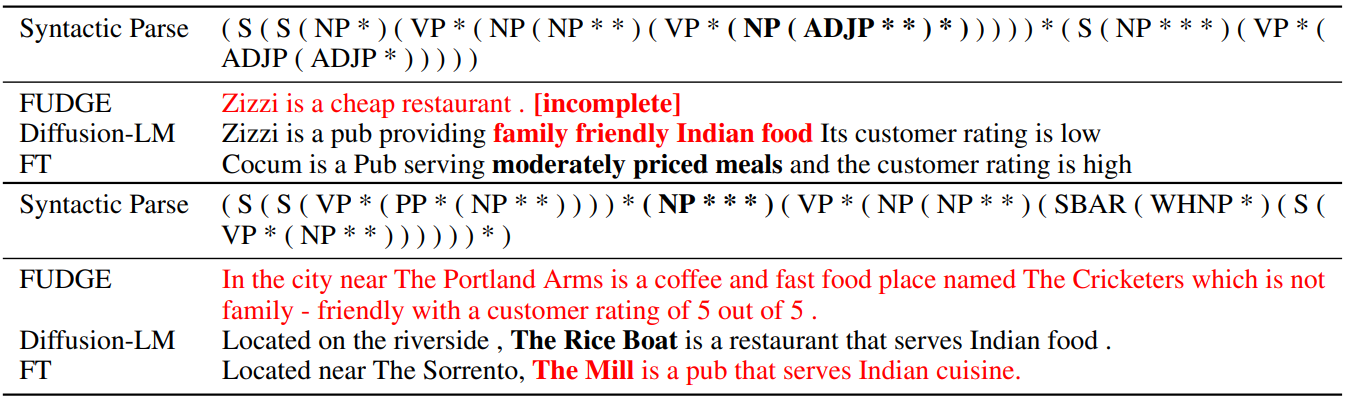 Syntactic Parse ( S ( S ( NP * ) ( VP * ( NP ( NP * * ) ( VP * ( NP ( ADJP * * ) * ) ) ) ) ) * ( S ( NP * * * ) ( VP * (
ADJP ( ADJP * ) ) ) ) )
FUDGE Zizzi is a cheap restaurant . [incomplete]
Diffusion-LM Zizzi is a pub providing family friendly Indian food Its customer rating is low
FT Cocum is a Pub serving moderately priced meals and the customer rating is high
Syntactic Parse ( S ( S ( VP * ( PP * ( NP * * ) ) ) ) * ( NP * * * ) ( VP * ( NP ( NP * * ) ( SBAR ( WHNP * ) ( S (
VP * ( NP * * ) ) ) ) ) ) * )
FUDGE In the city near The Portland Arms is a coffee and fast food place named The Cricketers which is not
family - friendly with a customer rating of 5 out of 5 .
Diffusion-LM Located on the riverside , The Rice Boat is a restaurant that serves Indian food .
FT Located near The Sorrento, The Mill is a pub that serves Indian cuisine.